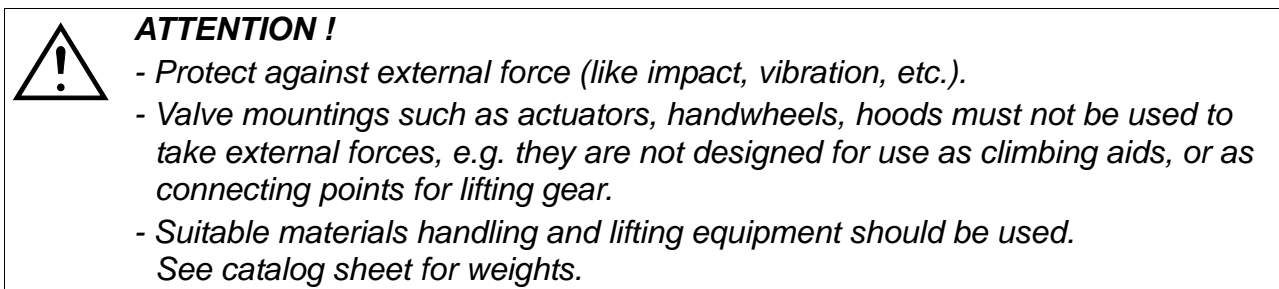 ATTENTION !
- Protect against external force (like impact, vibration, etc.).
- Valve mountings such as actuators, handwheels, hoods must not be used to
take external forces, e.g. they are not designed for use as climbing aids, or as
connecting points for lifting gear.
- Suitable materials handling and lifting equipment should be used.
See catalog sheet for weights.